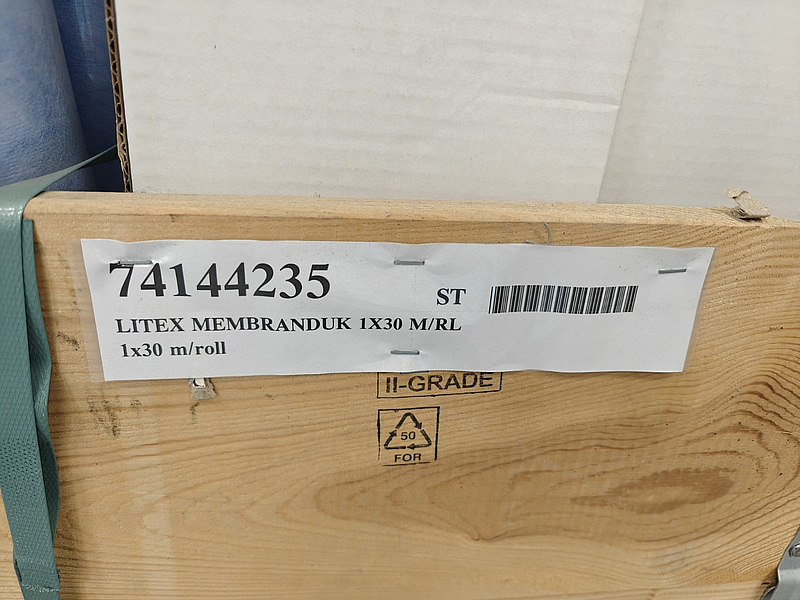 74144235
ST
LITEX MEMBRANDUK 1X30 M/RL
1x30 m/roll
II-GRADE
50
FOR